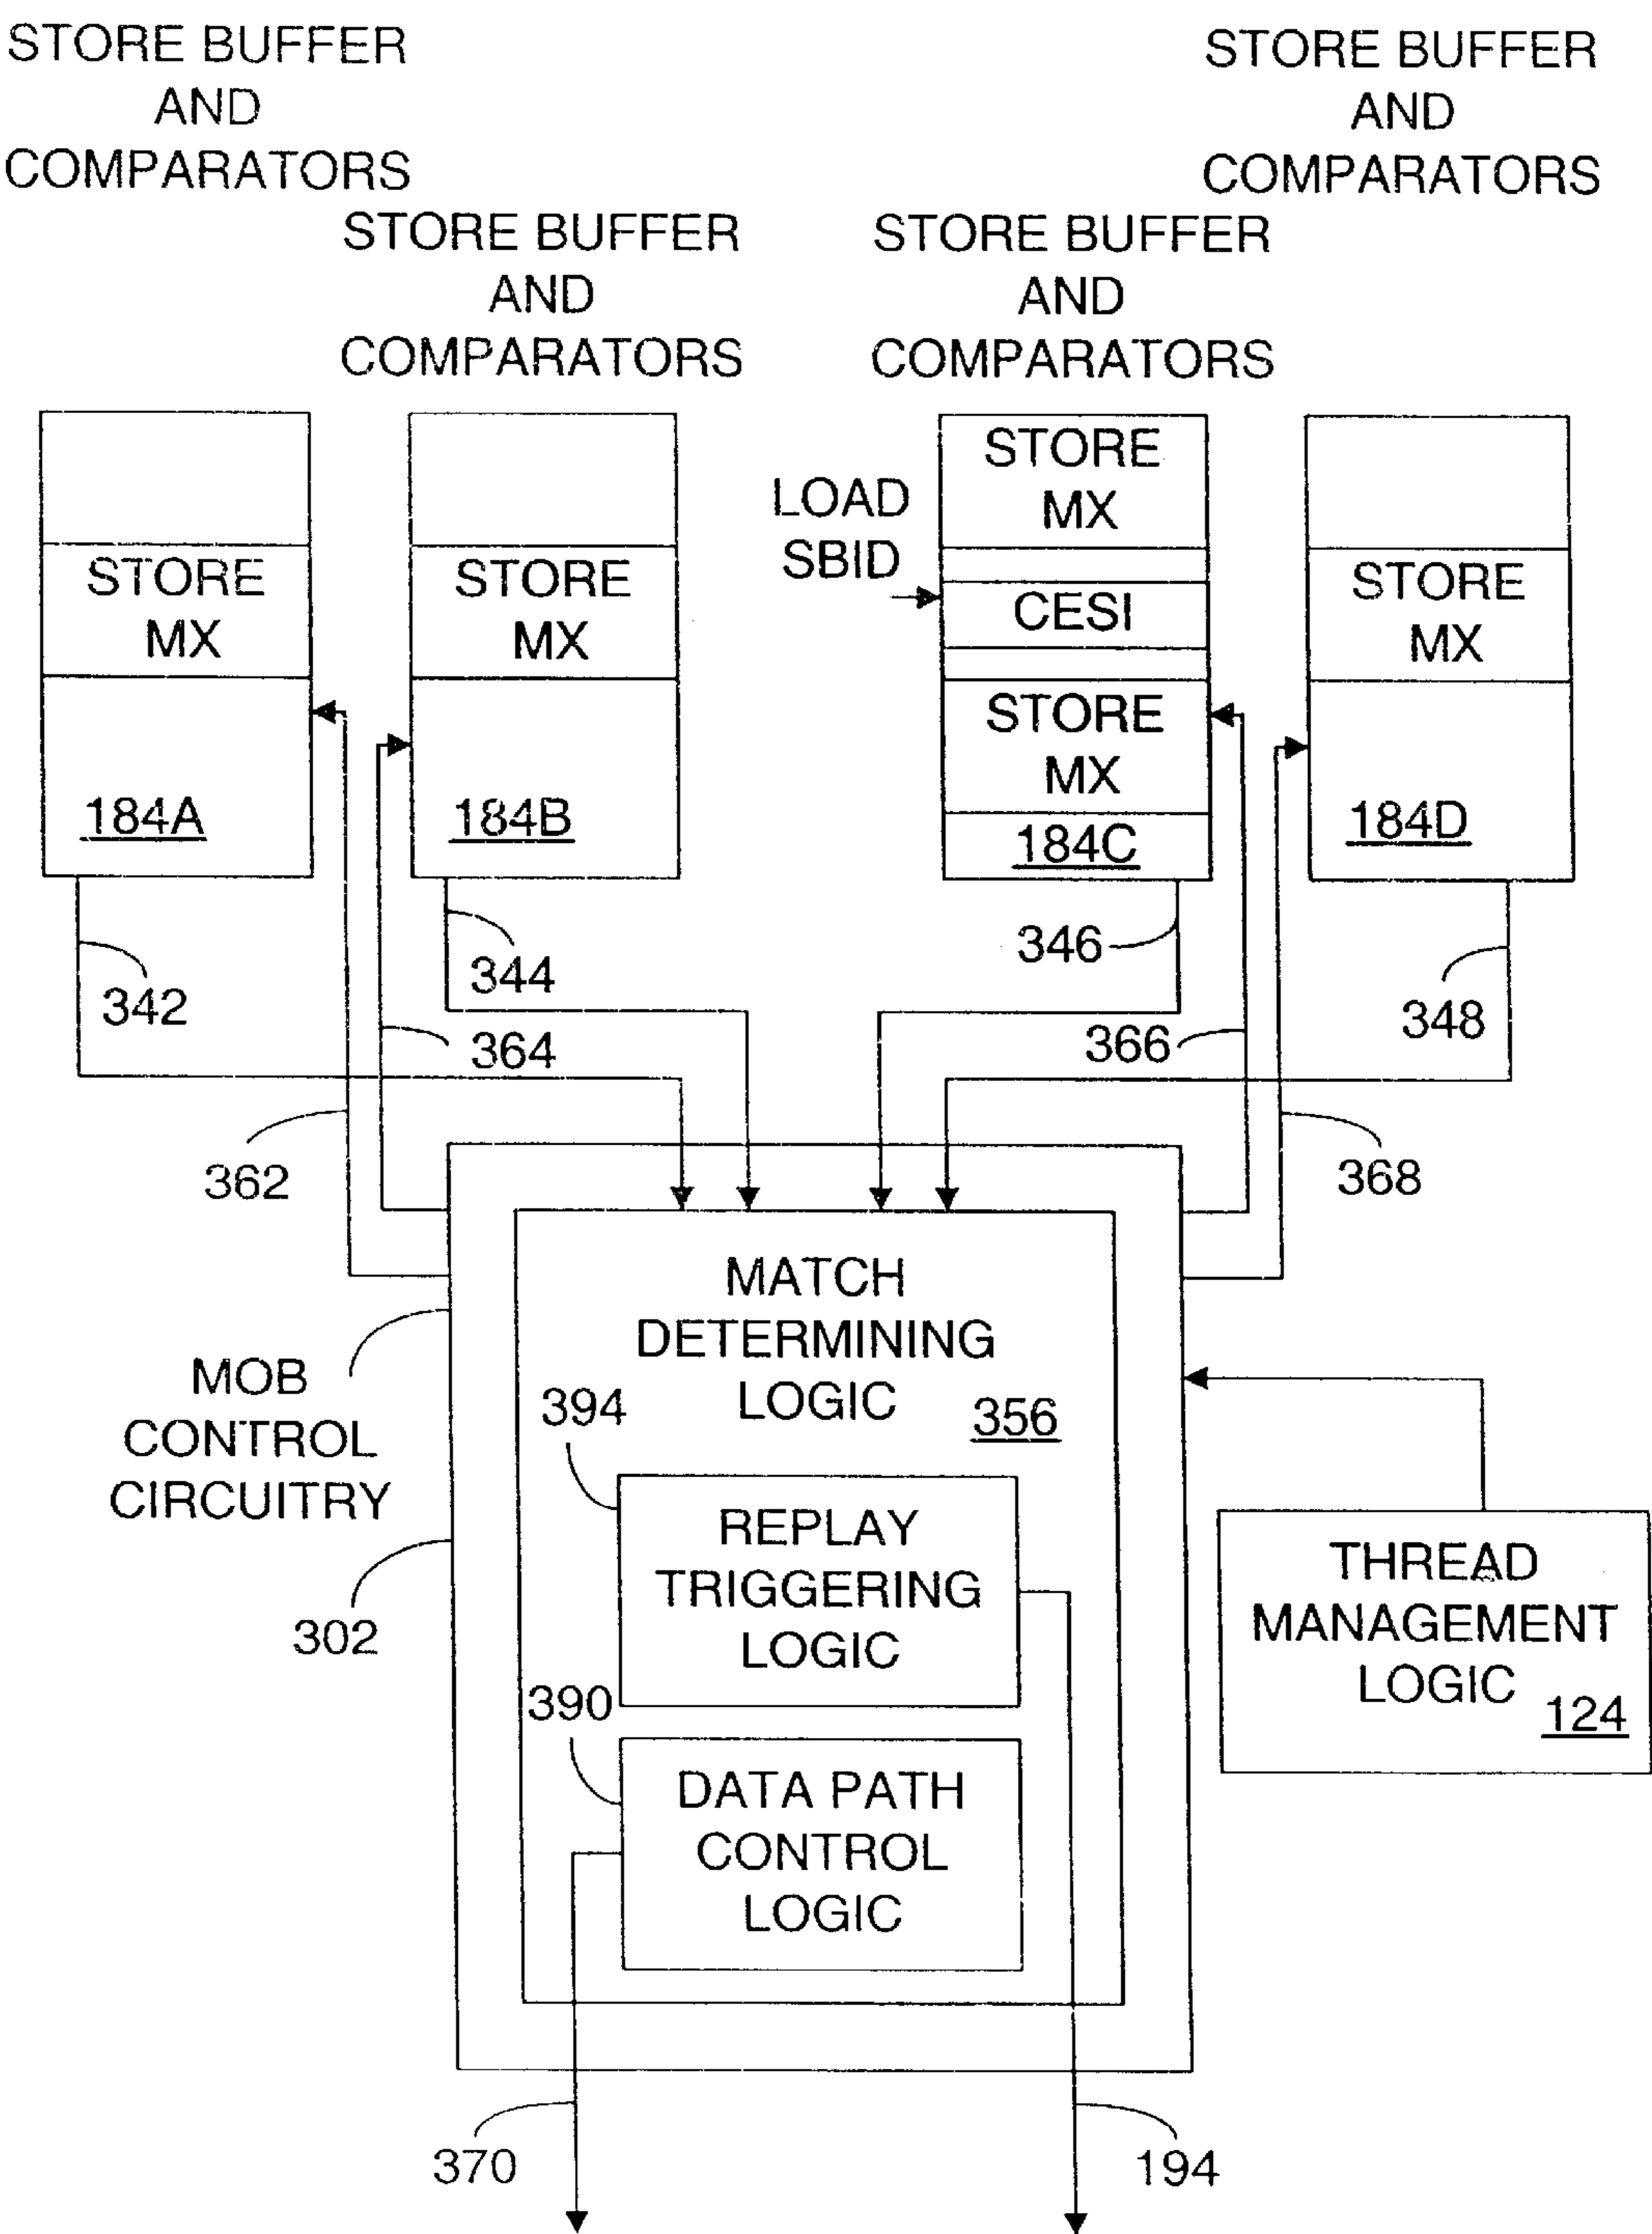 STORE BUFFER
AND
COMPARATORS
STORE BUFFER
AND
COMPARATORS
STORE BUFFER
AND
COMPARATORS
STORE BUFFER
AND
COMPARATORS
STORE
MX
184A
STORE
MX
184B
LOAD
SBID
STORE
MX
CESI
STORE
MX
184C
STORE
MX
184D
342
344
364
346
366
348
362
368
MOB
CONTROL
CIRCUITRY
302
MATCH
DETERMINING
LOGIC
356
394
REPLAY
TRIGGERING
LOGIC
390
DATA PATH
CONTROL
LOGIC
THREAD
MANAGEMENT
LOGIC
124
370
194